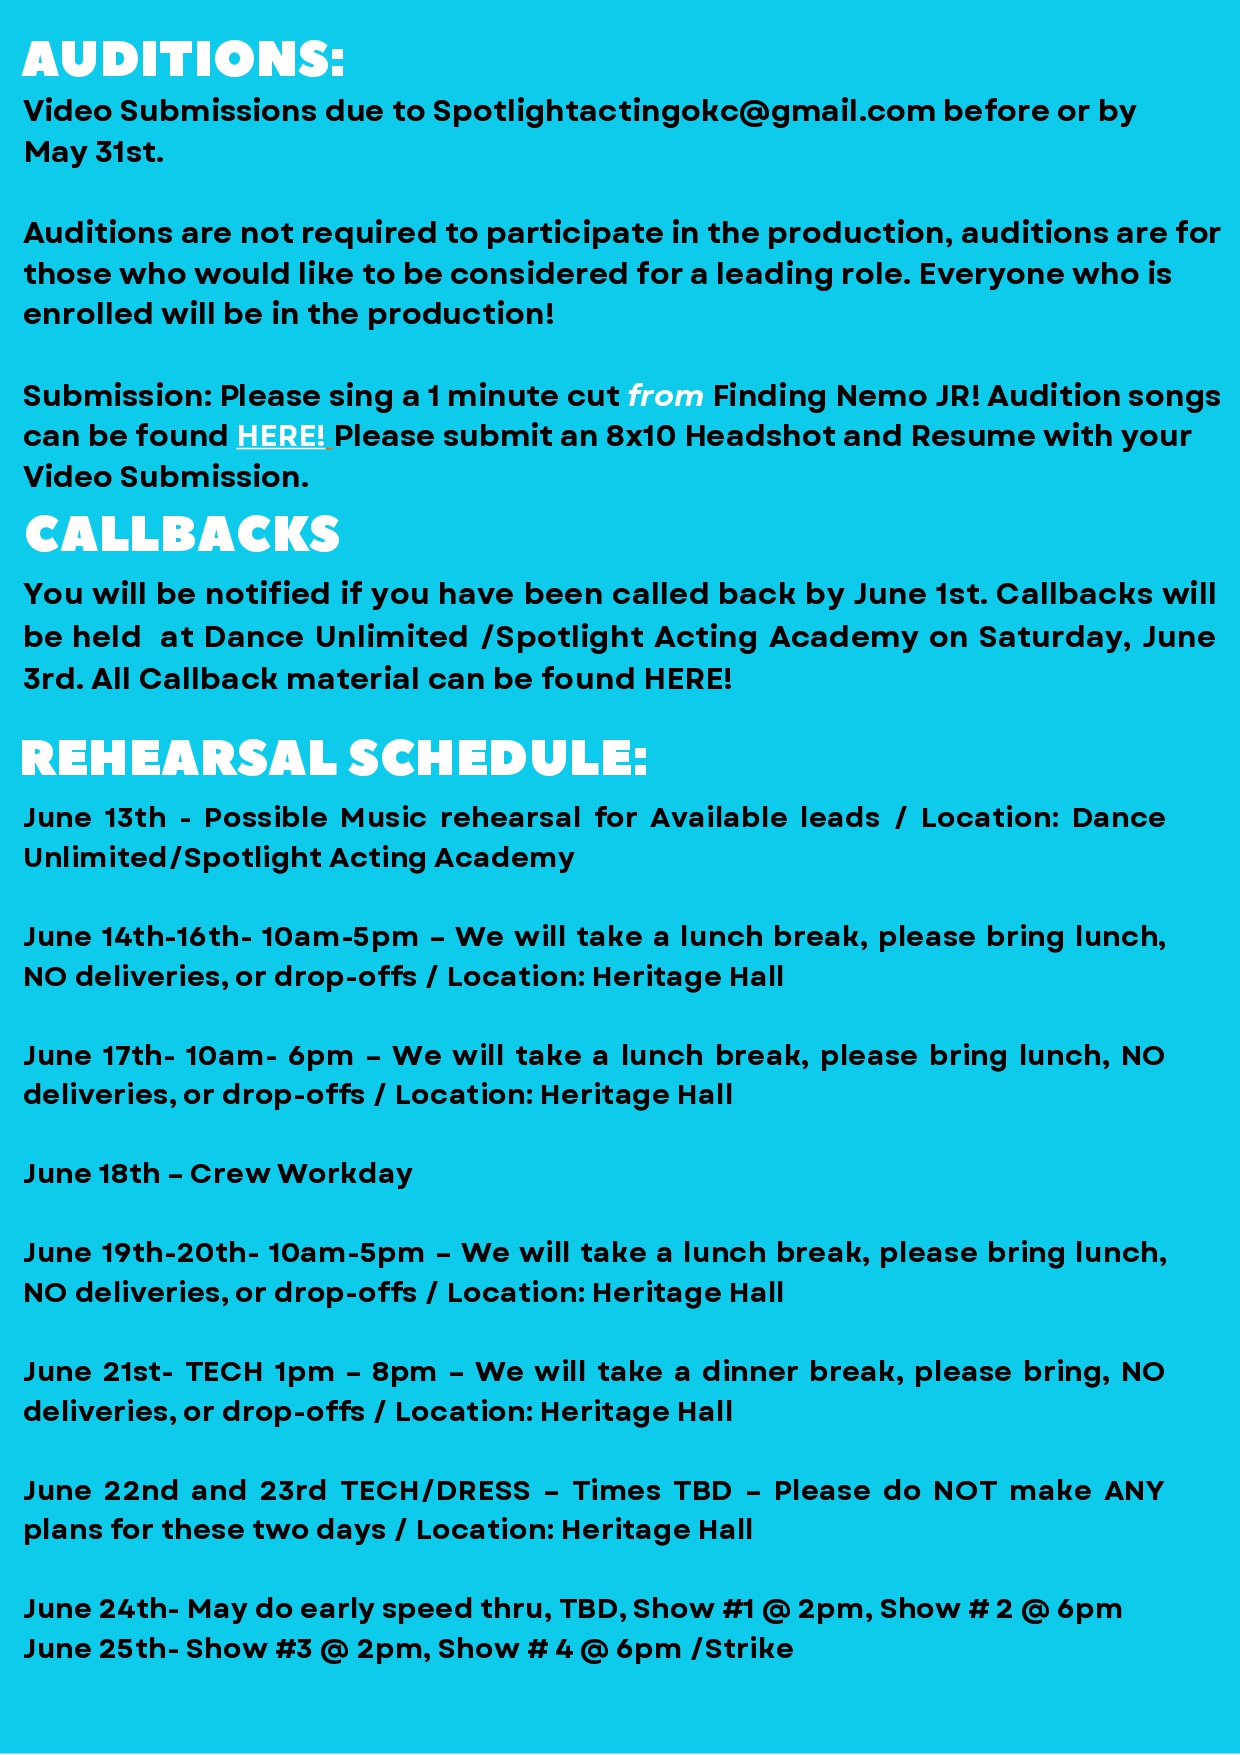 AUDITIONS:
Video Submissions due to Spotlightactingokc@gmail.com before or by
May 31st.
Auditions are not required to participate in the production, auditions are for
those who would like to be considered for a leading role. Everyone who is
enrolled will be in the production!
Submission: Please sing a 1 minute cut from Finding Nemo JR! Audition songs
can be found HERE! Please submit an 8x10 Headshot and Resume with your
Video Submission.
CALLBACKS
You will be notified if you have been called back by June 1st. Callbacks will
be held at Dance Unlimited /Spotlight Acting Academy on Saturday, June
3rd. All Callback material can be found HERE!
REHEARSAL SCHEDULE:
June 13th - Possible Music rehearsal for Available leads / Location: Dance
Unlimited/Spotlight Acting Academy
June 14th-16th- 10am-5pm – We will take a lunch break, please bring lunch,
NO deliveries, or drop-offs / Location: Heritage Hall
June 17th- 10am- 6pm – We will take a lunch break, please bring lunch, NO
deliveries, or drop-offs / Location: Heritage Hall
June 18th – Crew Workday
June 19th-20th- 10am-5pm – We will take a lunch break, please bring lunch,
NO deliveries, or drop-offs / Location: Heritage Hall
June 21st- TECH 1pm – 8pm – We will take a dinner break, please bring, NO
deliveries, or drop-offs / Location: Heritage Hall
June 22nd and 23rd TECH/DRESS – Times TBD – Please do NOT make ANY
plans for these two days / Location: Heritage Hall
June 24th- May do early speed thru, TBD, Show #1 @ 2pm, Show # 2 @ 6pm
June 25th- Show #3 @ 2pm, Show # 4 @ 6pm /Strike